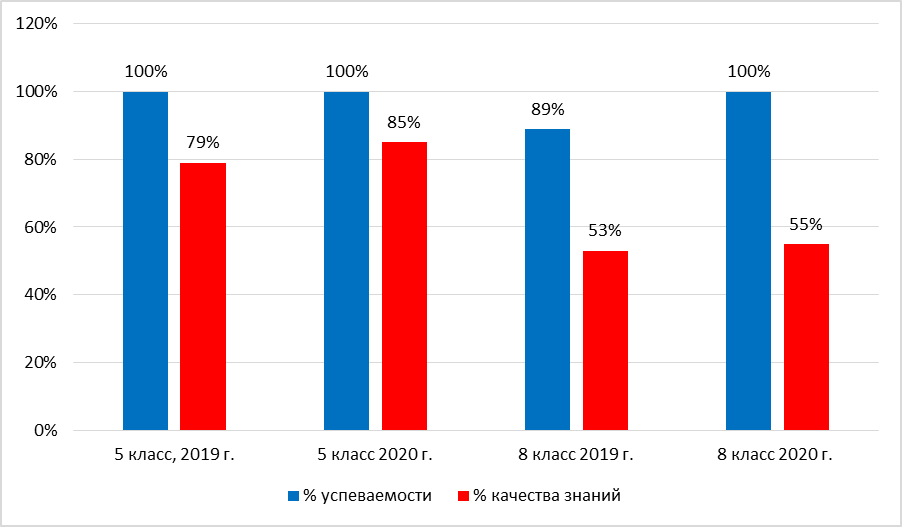 120%
100%
80%
60%
40%
20%
0%
100%
79%
100%
85%
89%
53%
100%
55%
5 класс, 2019 г.
5 класс 2020 г.
8 класс 2019 г.
8 класс 2020 г.
% успеваемости
% качества знаний